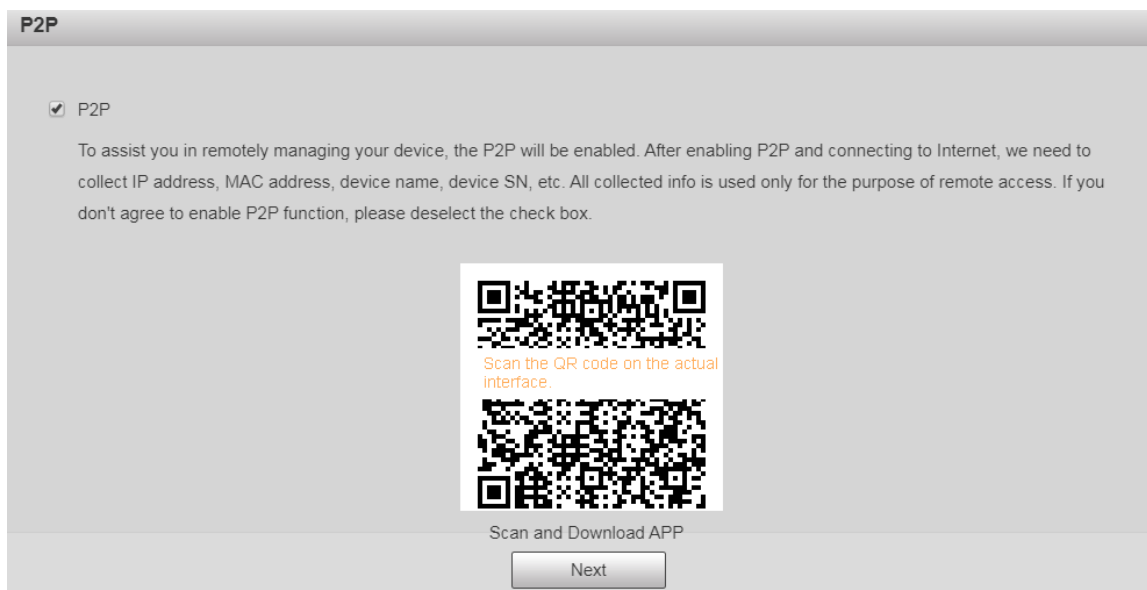 P2P
P2P
To assist you in remotely managing your device, the P2P will be enabled. After enabling P2P and connecting to Internet, we need to
collect IP address, MAC address, device name, device SN, etc. All collected info is used only for the purpose of remote access. If you
don't agree to enable P2P function, please deselect the check box.
Scan the QR code on the actual
interface.
Scan and Download APP
Next